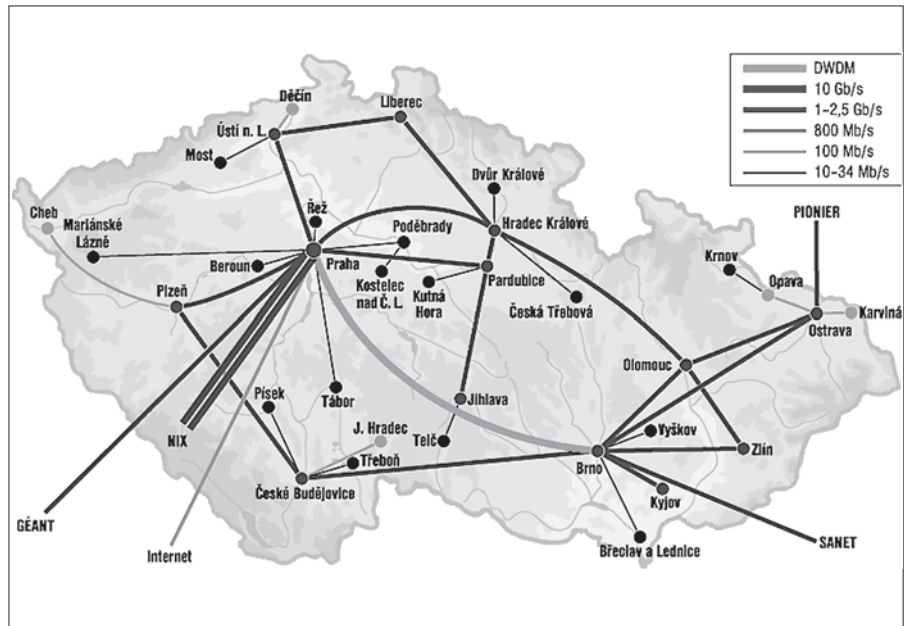 DWDM
10 Gb/s
1–2,5 Gb/s
800 Mb/s
100 Mb/s
10–34 Mb/s
Děčín
Liberec
Ústí n. L.
Most
Dvůr Králové
Cheb
Mariánské
Lázně
Řež
Poděbrady
Hradec Králové
PIONIER
Beroun
Praha
Krnov
Opava
Pardubice
Kostelec
nad Č. L.
Kutná
Hora
Česká Třebová
Plzeň
Ostrava
Karviná
Olomouc
Písek
Tábor
Jihlava
J. Hradec
Telč
Vyškov
NIX
Třeboň
Brno
Zlín
České Budějovice
Kyjov
GÉANT
Internet
Břeclav a Lednice
SANET